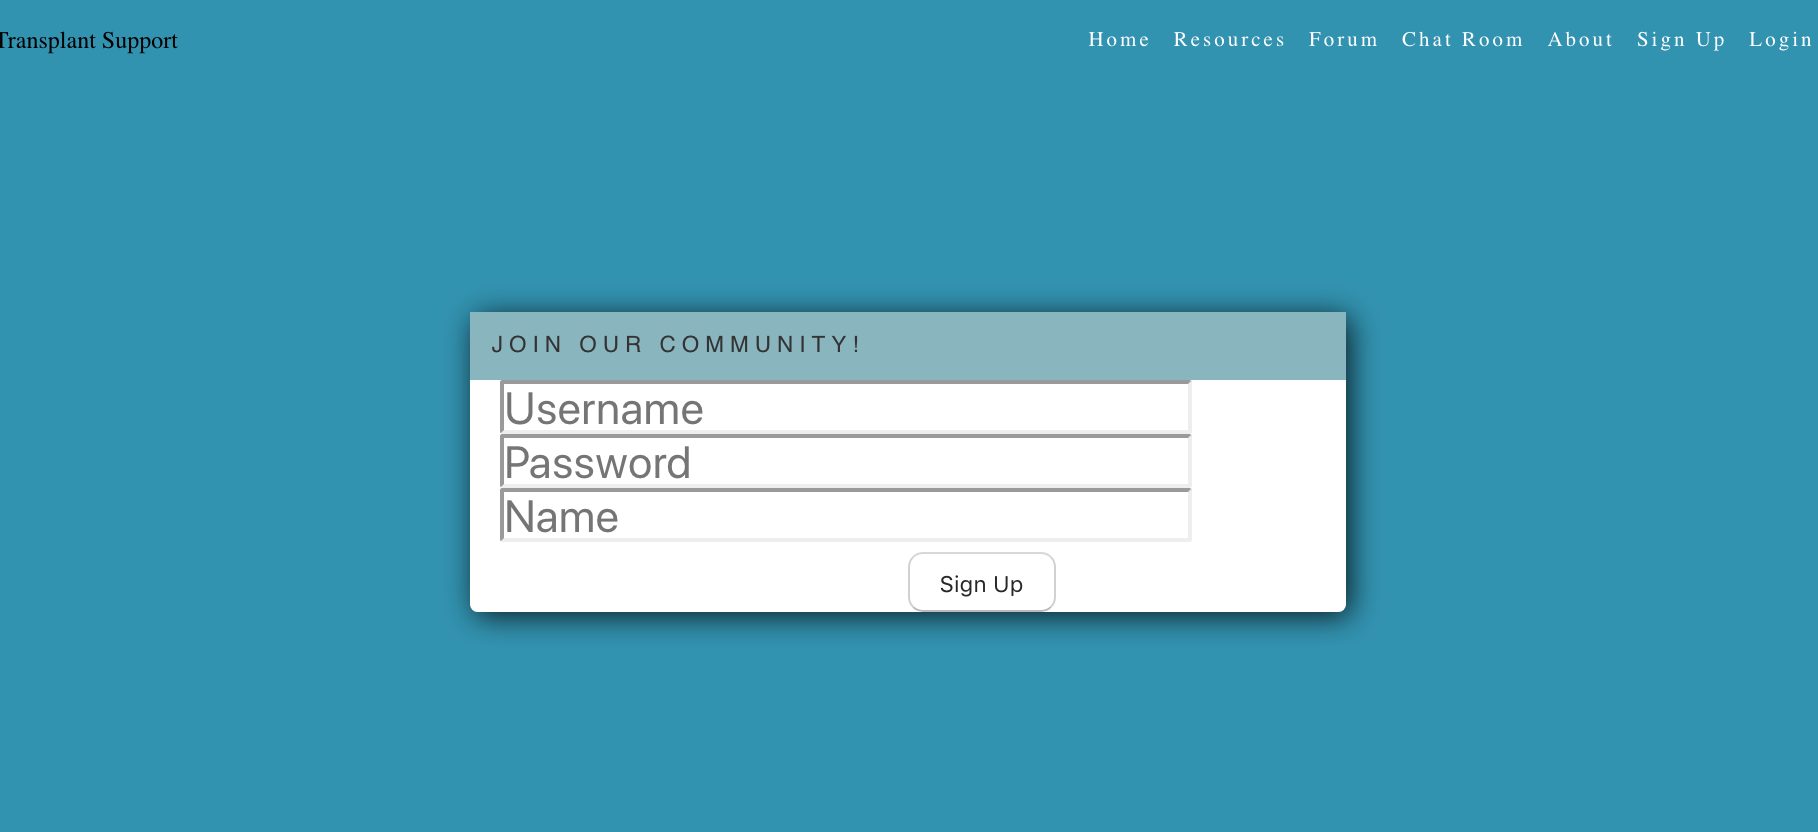 Transplant Support
Home Resources Forum Chat Room About Sign Up Login
JOIN OUR COMMUNITY!
Username
Password
Name
Sign Up